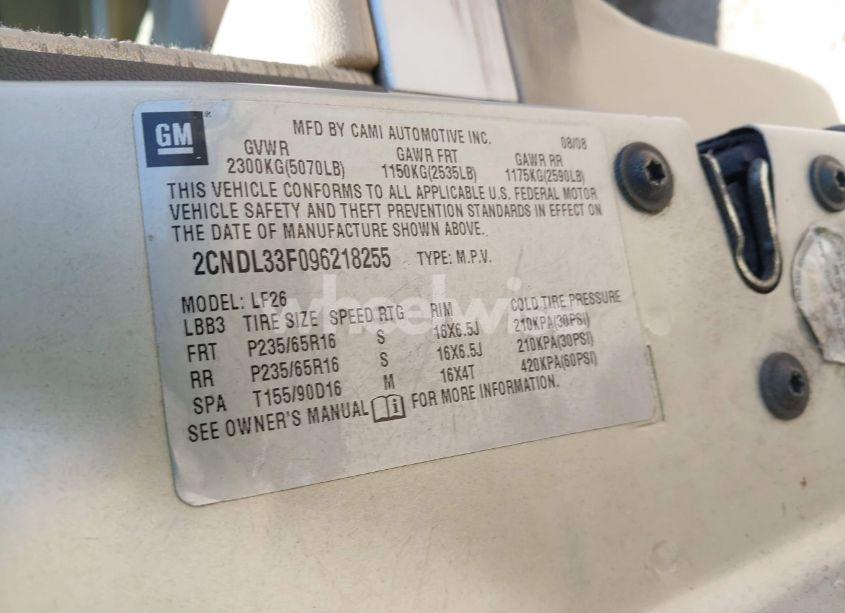 GM
MFD BY CAMI AUTOMOTIVE INC. 08/08
GVWR GAWR FRT GAWR RR
2300KG(5070LB) 1150KG(2535LB) 1175KG(2590LB)
THIS VEHICLE CONFORMS TO ALL APPLICABLE U.S. FEDERAL MOTOR
VEHICLE SAFETY AND THEFT PREVENTION STANDARDS IN EFFECT ON
THE DATE OF MANUFACTURE SHOWN ABOVE.
2CNDL33F096218255 TYPE: M.P.V.
MODEL: LF26
LBB3 TIRE SIZE SPEED RTG RIM COLD TIRE PRESSURE
FRT P235/65R16 S 16X6.5J 210KPA(30PSI)
RR P235/65R16 S 16X6.5J 210KPA(30PSI)
SPA T155/90D16 M 16X4T 420KPA(60PSI)
SEE OWNER'S MANUAL FOR MORE INFORMATION.